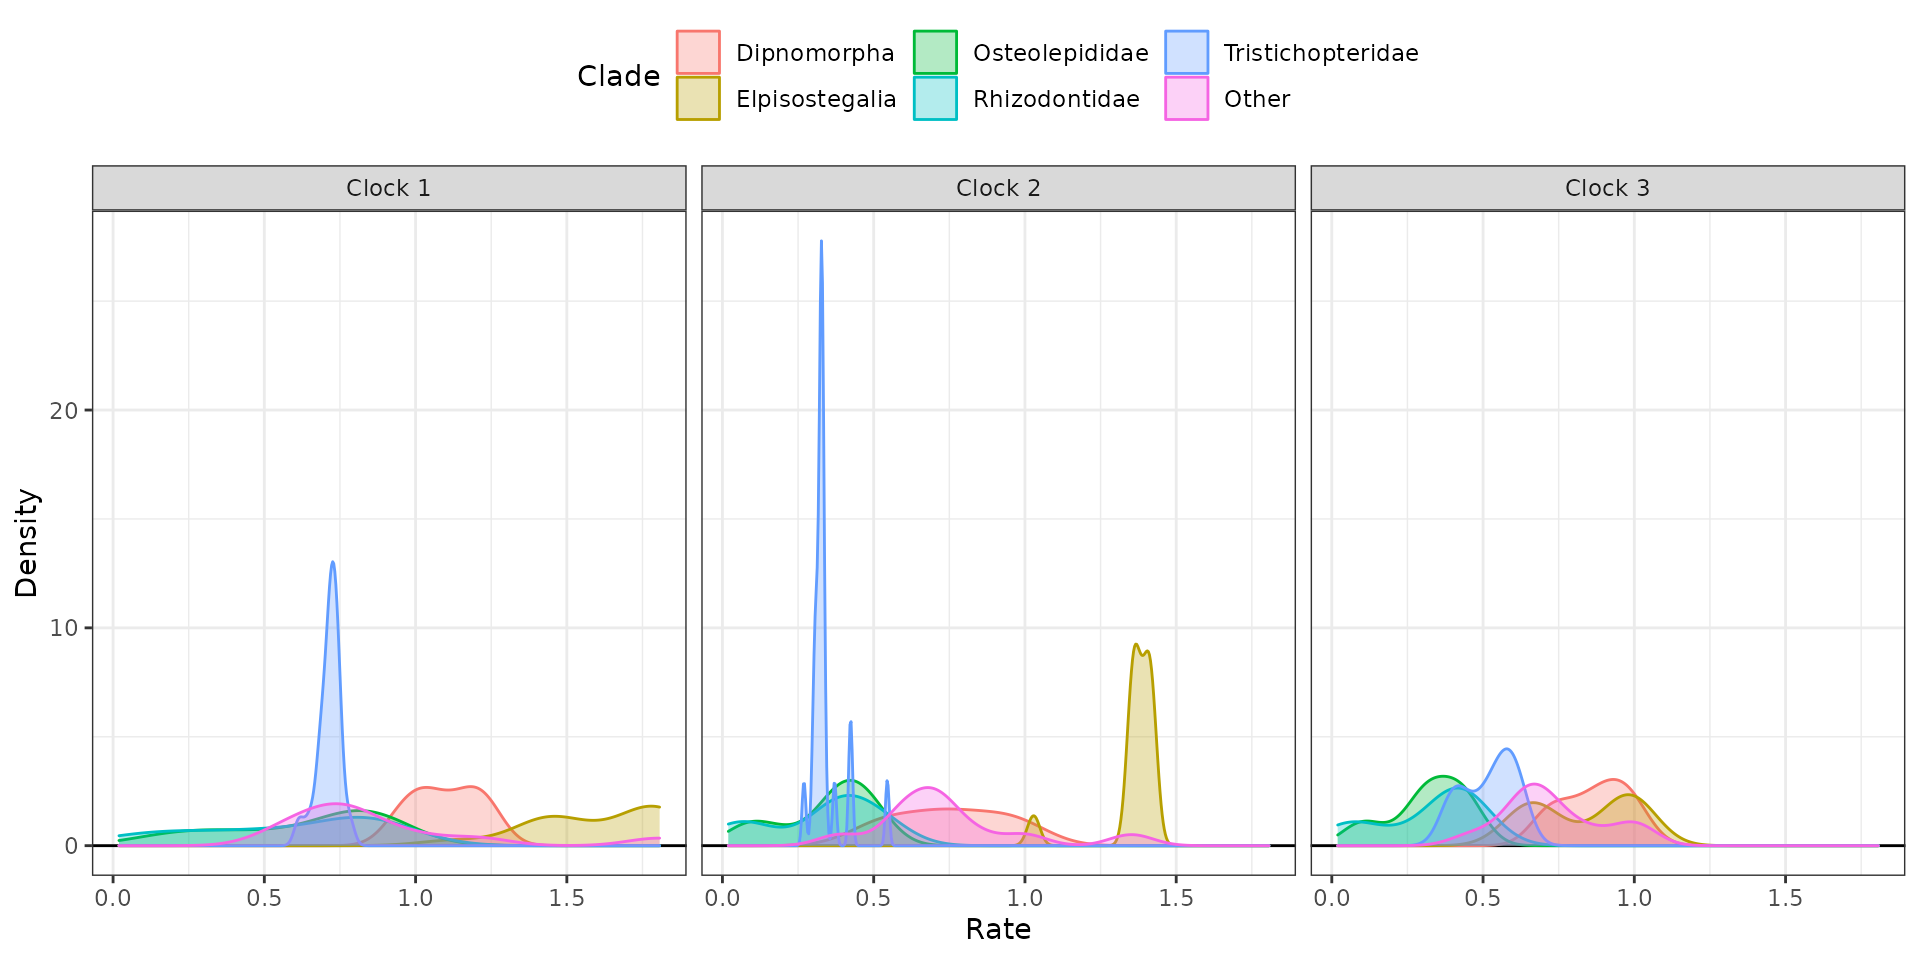 Clade
Dipnomorpha
Osteolepididae
Tristichopteridae
Elpisostegalia
Rhizodontidae
Other
Clock 1
Clock 2
Clock 3
Density
20
10
0
0.0 0.5 1.0 1.5
0.0 0.5 1.0 1.5
0.0 0.5 1.0 1.5
Rate